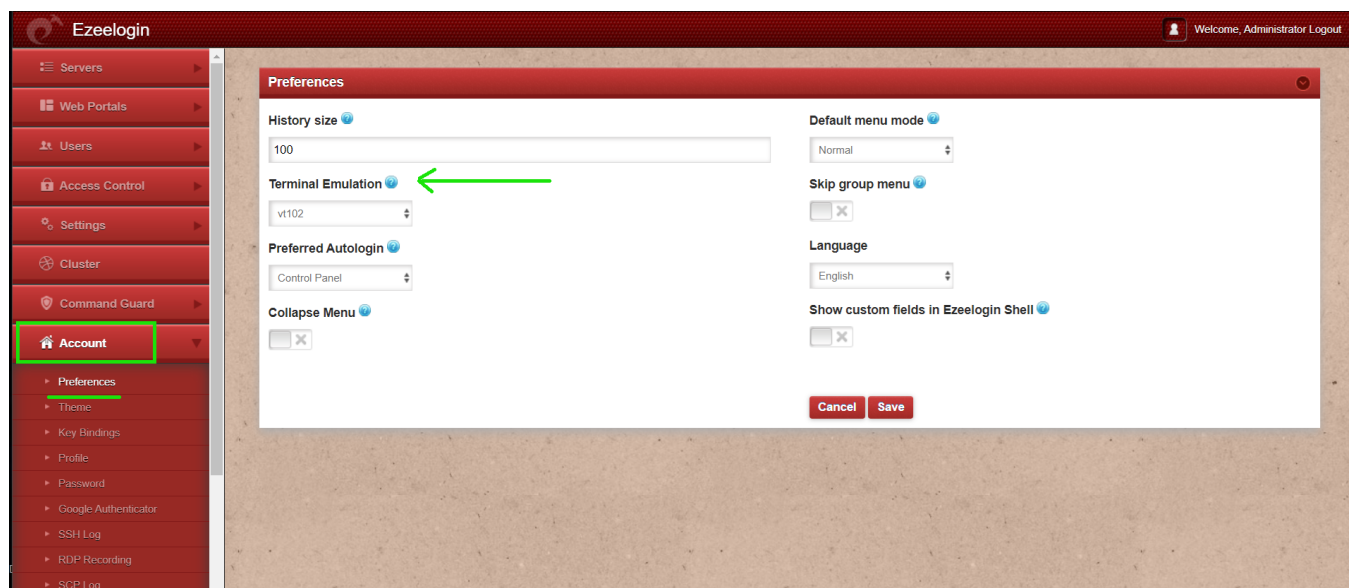 Ezeelogin
Welcome, Administrator Logout
Servers
Web Portals
Users
Access Control
Settings
Cluster
Command Guard
Account
Preferences
Theme
Key Bindings
Profile
Password
Google Authenticator
SSH Log
RDP Recording
SCP Log
Preferences
History size
100
Terminal Emulation
vt102
Preferred Autologin
Control Panel
Collapse Menu
Default menu mode
Normal
Skip group menu
Language
English
Show custom fields in Ezeelogin Shell
Cancel Save